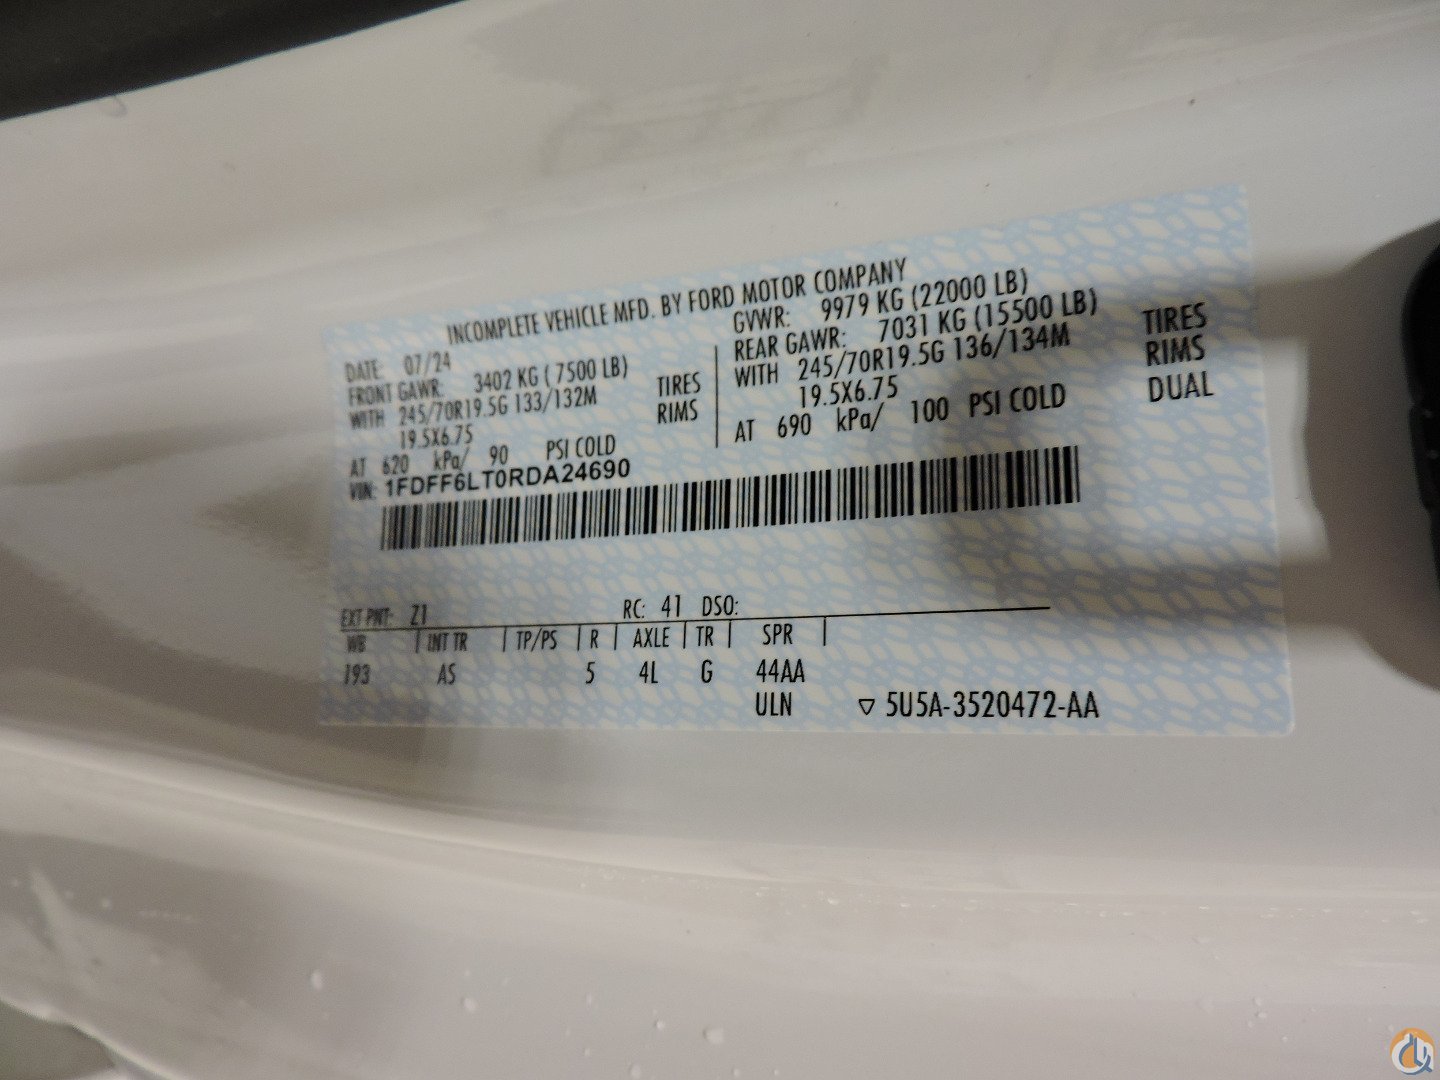 INCOMPLETE VEHICLE MFD. BY FORD MOTOR COMPANY
DATE: 07/24
GVWR: 9979 KG (22000 LB)
FRONT GAWR: 3402 KG ( 7500 LB)
REAR GAWR: 7031 KG (15500 LB)
WITH 245/70R19.5G 133/132M TIRES
WITH 245/70R19.5G 136/134M TIRES
19.5X6.75 RIMS
19.5X6.75 RIMS
AT 620 kPa/ 90 PSI COLD
AT 690 kPa/ 100 PSI COLD DUAL
VIN: 1FDFF6LT0RDA24690
EXT PNT: Z1 RC: 41 DSO:
WB INT TR TP/PS R AXLE TR SPR
193 AS 5 4L G 44AA
ULN ▽ 5U5A-3520472-AA